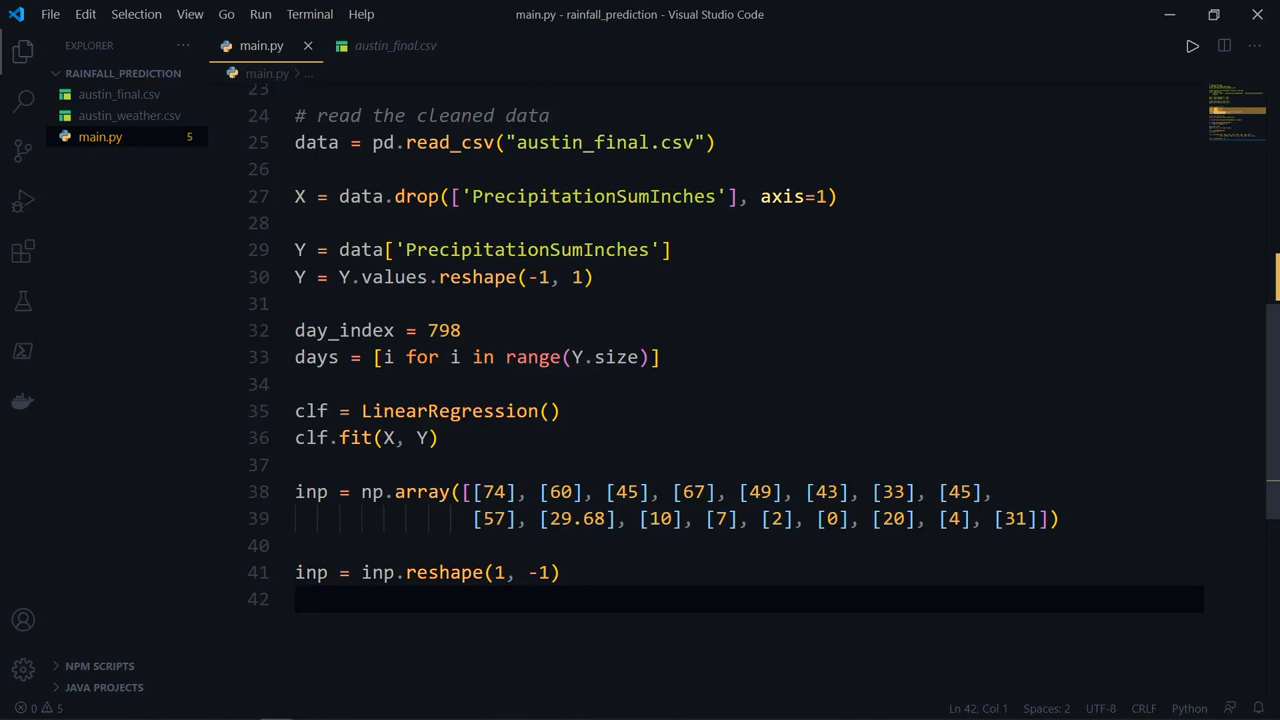 File Edit Selection View Go Run Terminal Help main.py - rainfall_prediction - Visual Studio Code
EXPLORER ···
main.py austin_final.csv
RAINFALL_PREDICTION
main.py > ...
austin_final.csv
austin_weather.csv
main.py 5
23
24 # read the cleaned data
25 data = pd.read_csv("austin_final.csv")
26
27 X = data.drop(['PrecipitationSumInches'], axis=1)
28
29 Y = data['PrecipitationSumInches']
30 Y = Y.values.reshape(-1, 1)
31
32 day_index = 798
33 days = [i for i in range(Y.size)]
34
35 clf = LinearRegression()
36 clf.fit(X, Y)
37
38 inp = np.array([[74], [60], [45], [67], [49], [43], [33], [45],
39 [57], [29.68], [10], [7], [2], [0], [20], [4], [31]])
40
41 inp = inp.reshape(1, -1)
42
NPM SCRIPTS
JAVA PROJECTS
0 5 Ln 42, Col 1 Spaces: 2 UTF-8 CRLF Python